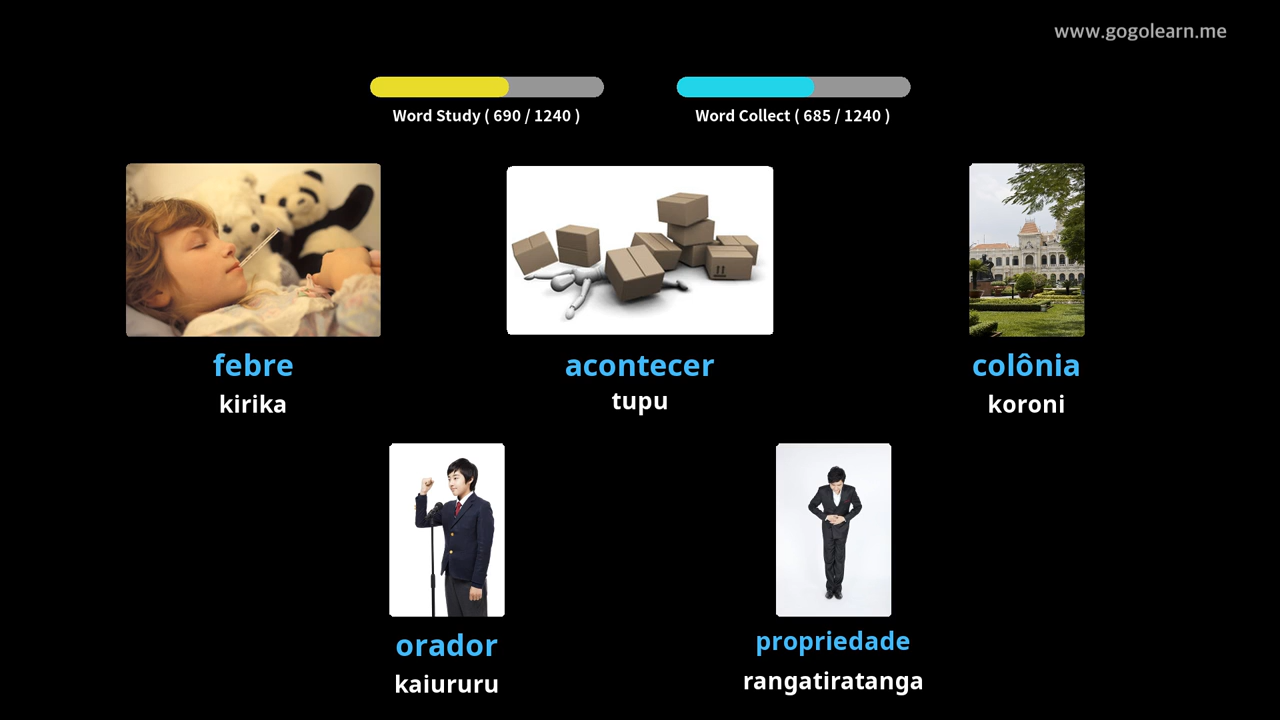 www.gogolearn.me
Word Study ( 690 / 1240 )
Word Collect ( 685 / 1240 )
febre
kirika
acontecer
tupu
colônia
koroni
orador
kaiururu
propriedade
rangatiratanga